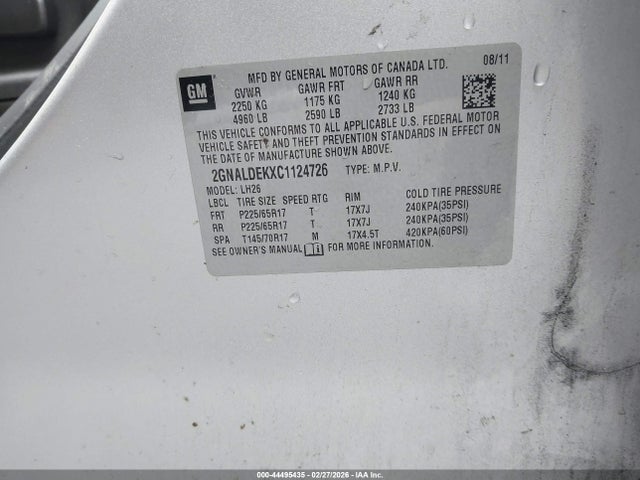 GM
MFD BY GENERAL MOTORS OF CANADA LTD. 08/11
GVWR GAWR FRT GAWR RR
2250 KG 1175 KG 1240 KG
4960 LB 2590 LB 2733 LB
THIS VEHICLE CONFORMS TO ALL APPLICABLE U.S. FEDERAL MOTOR
VEHICLE SAFETY AND THEFT PREVENTION STANDARDS IN EFFECT ON
THE DATE OF MANUFACTURE SHOWN ABOVE.
2GNALDEKXC1124726 TYPE: M.P.V.
MODEL: LH26
LBCL TIRE SIZE SPEED RTG RIM COLD TIRE PRESSURE
FRT P225/65R17 T 17X7J 240KPA(35PSI)
RR P225/65R17 T 17X7J 240KPA(35PSI)
SPA T145/70R17 M 17X4.5T 420KPA(60PSI)
SEE OWNER'S MANUAL FOR MORE INFORMATION.
000-44495435 - 02/27/2026 - IAAI COPYRIGHT